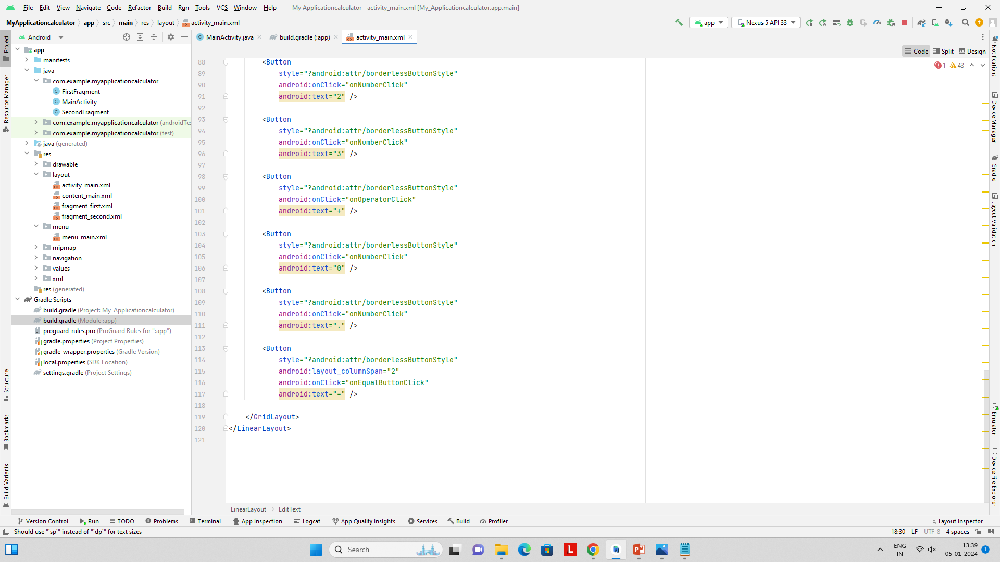 File Edit View Navigate Code Refactor Build Run Tools VCS Window Help My Applicationcalculator - activity_main.xml [My_Applicationcalculator.app.main]
MyApplicationcalculator app src main res layout activity_main.xml app Nexus 5 API 33
Android MainActivity.java build.gradle (:app) activity_main.xml
Code Split Design
1 43
Project
Resource Manager
Structure
Bookmarks
Build Variants
app
manifests
java
com.example.myapplicationcalculator
FirstFragment
MainActivity
SecondFragment
com.example.myapplicationcalculator (androidTes
com.example.myapplicationcalculator (test)
java (generated)
res
drawable
layout
activity_main.xml
content_main.xml
fragment_first.xml
fragment_second.xml
menu
menu_main.xml
mipmap
navigation
values
xml
res (generated)
Gradle Scripts
build.gradle (Project: My_Applicationcalculator)
build.gradle (Module :app)
proguard-rules.pro (ProGuard Rules for ":app")
gradle.properties (Project Properties)
gradle-wrapper.properties (Gradle Version)
local.properties (SDK Location)
settings.gradle (Project Settings)
88 <Button
89 style="?android:attr/borderlessButtonStyle"
90 android:onClick="onNumberClick"
91 android:text="2" />
92
93 <Button
94 style="?android:attr/borderlessButtonStyle"
95 android:onClick="onNumberClick"
96 android:text="3" />
97
98 <Button
99 style="?android:attr/borderlessButtonStyle"
100 android:onClick="onOperatorClick"
101 android:text="+" />
102
103 <Button
104 style="?android:attr/borderlessButtonStyle"
105 android:onClick="onNumberClick"
106 android:text="0" />
107
108 <Button
109 style="?android:attr/borderlessButtonStyle"
110 android:onClick="onNumberClick"
111 android:text="." />
112
113 <Button
114 style="?android:attr/borderlessButtonStyle"
115 android:layout_columnSpan="2"
116 android:onClick="onEqualButtonClick"
117 android:text="=" />
118
119 </GridLayout>
120 </LinearLayout>
121
LinearLayout EditText
Notifications
Device Manager
Gradle
Layout Validation
Emulator
Device File Explorer
Version Control Run TODO Problems Terminal App Inspection Logcat App Quality Insights Services Build Profiler Layout Inspector
Should use "`sp`" instead of "`dp`" for text sizes 18:30 LF UTF-8 4 spaces
Search L ENG 13:39
IN 05-01-2024 1